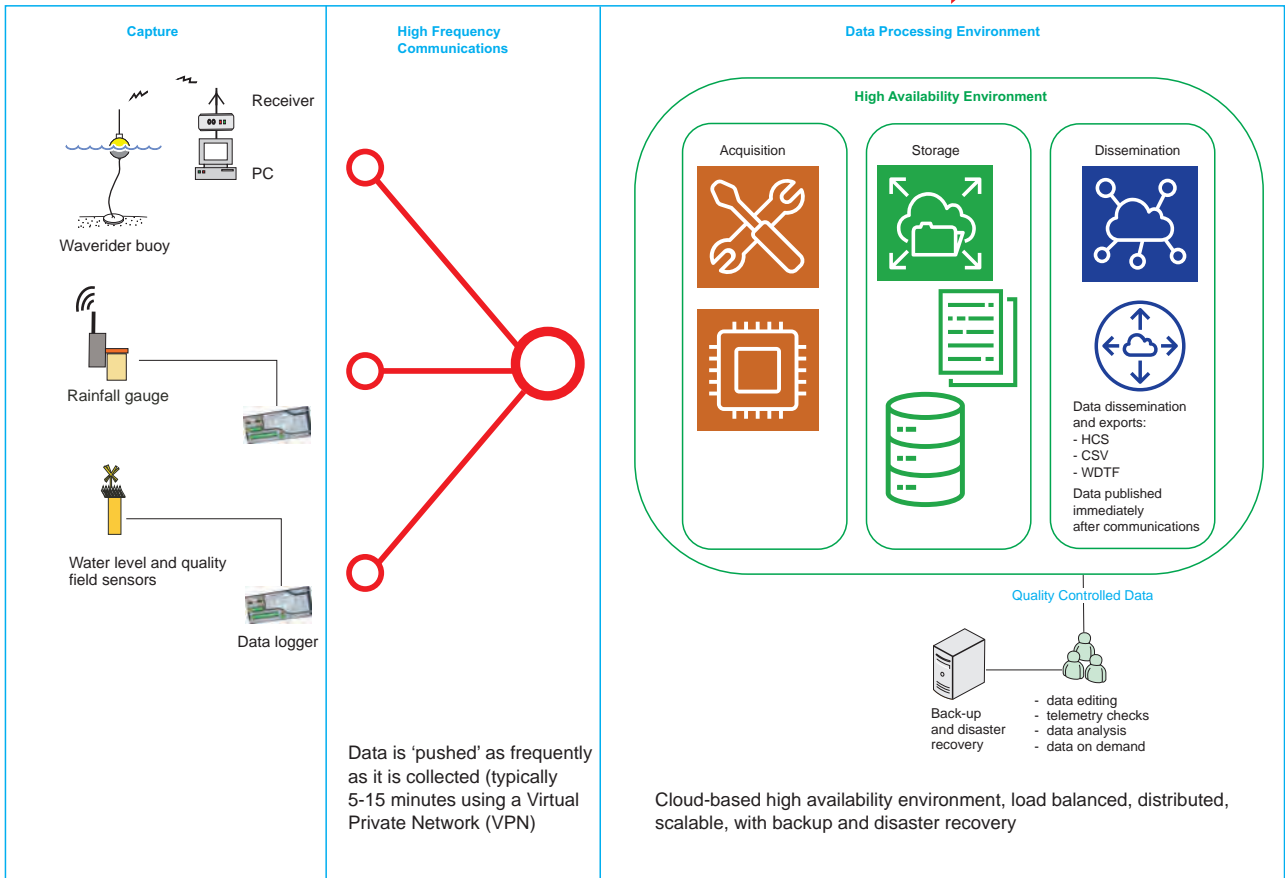 Capture
Receiver
PC
Waverider buoy
Rainfall gauge
Water level and quality
field sensors
Data logger
High Frequency
Communications
Data is ‘pushed’ as frequently
as it is collected (typically
5-15 minutes using a Virtual
Private Network (VPN)
Data Processing Environment
High Availability Environment
Acquisition
Storage
Dissemination
Data dissemination
and exports:
- HCS
- CSV
- WDTF
Data published
immediately
after communications
Quality Controlled Data
Back-up
and disaster
recovery
- data editing
- telemetry checks
- data analysis
- data on demand
Cloud-based high availability environment, load balanced, distributed,
scalable, with backup and disaster recovery